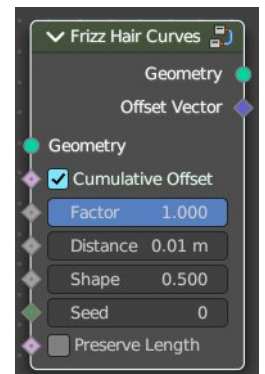 Frizz Hair Curves
Geometry
Offset Vector
Geometry
Cumulative Offset
Factor 1.000
Distance 0.01 m
Shape 0.500
Seed 0
Preserve Length